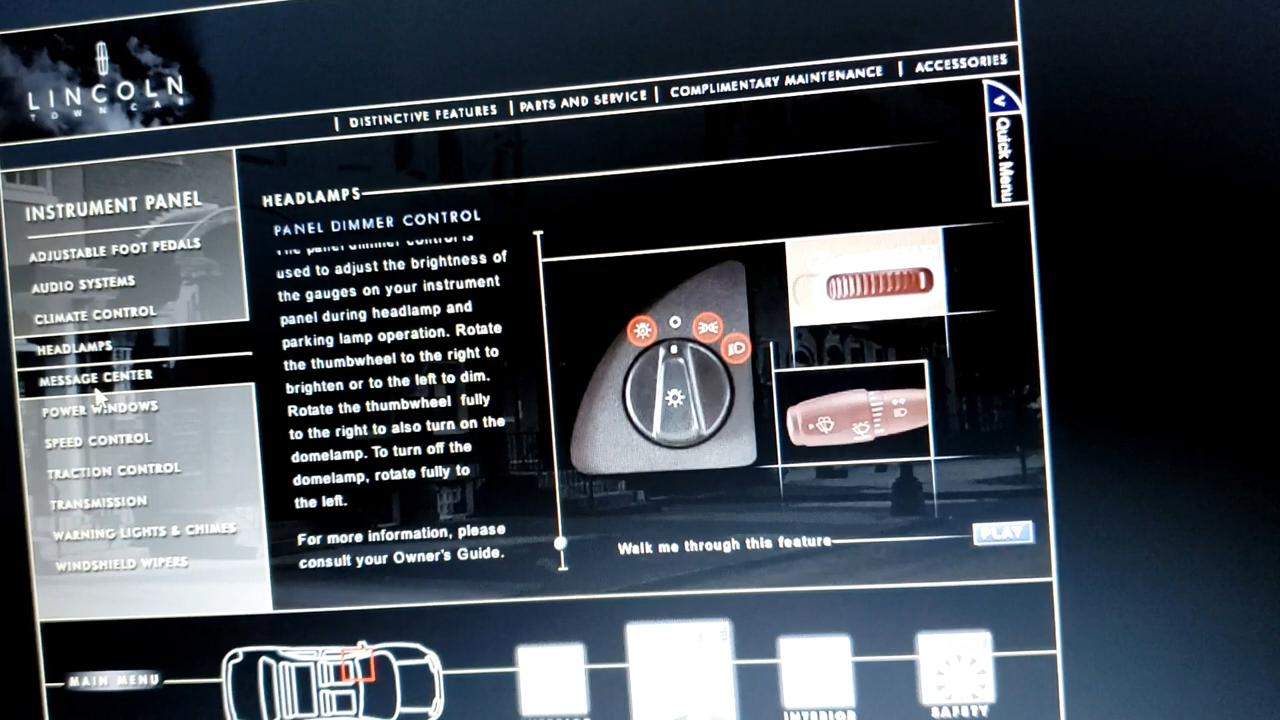 LINCOLN
TOWN CAR
DISTINCTIVE FEATURES | PARTS AND SERVICE | COMPLIMENTARY MAINTENANCE | ACCESSORIES
Quick Menu
INSTRUMENT PANEL
ADJUSTABLE FOOT PEDALS
AUDIO SYSTEMS
CLIMATE CONTROL
HEADLAMPS
MESSAGE CENTER
POWER WINDOWS
SPEED CONTROL
TRACTION CONTROL
TRANSMISSION
WARNING LIGHTS & CHIMES
WINDSHIELD WIPERS
HEADLAMPS
PANEL DIMMER CONTROL
The panel dimmer control is
used to adjust the brightness of
the gauges on your instrument
panel during headlamp and
parking lamp operation. Rotate
the thumbwheel to the right to
brighten or to the left to dim.
Rotate the thumbwheel fully
to the right to also turn on the
domelamp. To turn off the
domelamp, rotate fully to
the left.
For more information, please
consult your Owner's Guide.
Walk me through this feature
PLAY
MAIN MENU
INTERIOR
SAFETY